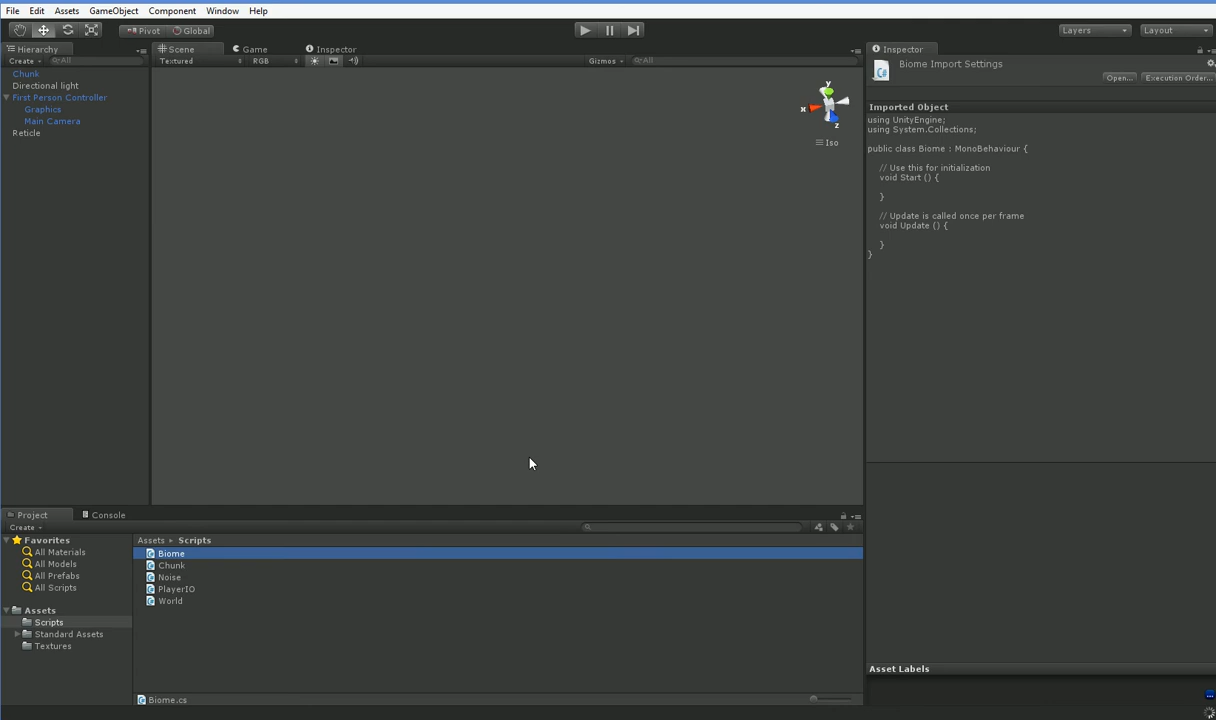 File Edit Assets GameObject Component Window Help
Pivot Global Layers Layout
Hierarchy
Create All
Chunk
Directional light
First Person Controller
Graphics
Main Camera
Reticle
Scene Game Inspector
Textured RGB Gizmos All
y
x
z
Iso
Inspector
Biome Import Settings
C#
Open... Execution Order...
Imported Object
using UnityEngine;
using System.Collections;
public class Biome : MonoBehaviour {
// Use this for initialization
void Start () {
}
// Update is called once per frame
void Update () {
}
}
Asset Labels
Project Console
Create
Favorites
All Materials
All Models
All Prefabs
All Scripts
Assets
Scripts
Standard Assets
Textures
Assets ▸ Scripts
Biome
Chunk
Noise
PlayerIO
World
Biome.cs